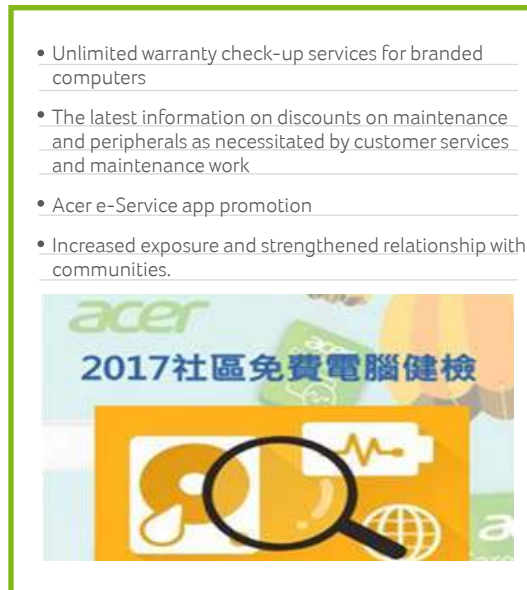 • Unlimited warranty check-up services for branded
computers
• The latest information on discounts on maintenance
and peripherals as necessitated by customer services
and maintenance work
• Acer e-Service app promotion
• Increased exposure and strengthened relationship with
communities.
acer
2017社區免費電腦健檢